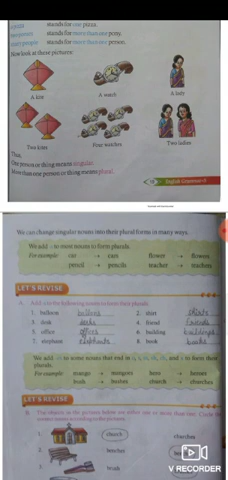 stands for one pizza.
stands for more than one pony.
many people stands for more than one person.
Now look at these pictures:
A kite
A watch
A lady
Two kites
Four watches
Two ladies
Thus,
One person or thing means singular.
More than one person or thing means plural.
English Grammar-II
We can change singular nouns into their plural forms in many ways.
We add -s to most nouns to form plurals.
For example: car → cars flower → flowers
pencil → pencils teacher → teachers
LET'S REVISE
A. Add -s to the following nouns to form their plurals:
1. balloon balloons 2. shirt shirts
3. desk desks 4. friend friends
5. office offices 6. building buildings
7. elephant elephants 8. book books
We add -es to some nouns that end in
to form their plurals.
For example: mango → mangoes hero → heroes
bush → bushes church → churches
LET'S REVISE
B. The objects in the pictures below are either one or more than one. Circle the
correct nouns according to the pictures:
1. church churches
2. benches
3. brush
V RECORDER